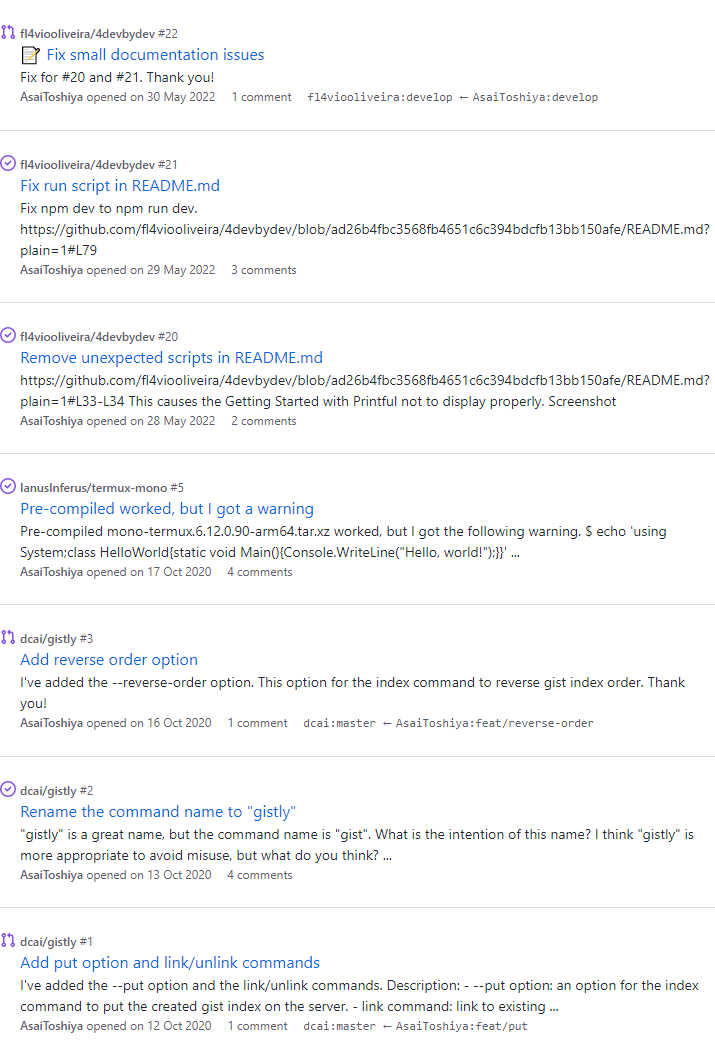 fl4viooliveira/4devbydev #22
📝 Fix small documentation issues
Fix for #20 and #21. Thank you!
AsaiToshiya opened on 30 May 2022 1 comment fl4viooliveira:develop ← AsaiToshiya:develop
fl4viooliveira/4devbydev #21
Fix run script in README.md
Fix npm dev to npm run dev.
https://github.com/fl4viooliveira/4devbydev/blob/ad26b4fbc3568fb4651c6c394bdcfb13bb150afe/README.md?
plain=1#L79
AsaiToshiya opened on 29 May 2022 3 comments
fl4viooliveira/4devbydev #20
Remove unexpected scripts in README.md
https://github.com/fl4viooliveira/4devbydev/blob/ad26b4fbc3568fb4651c6c394bdcfb13bb150afe/README.md?
plain=1#L33-L34 This causes the Getting Started with Printful not to display properly. Screenshot
AsaiToshiya opened on 28 May 2022 2 comments
IanusInferus/termux-mono #5
Pre-compiled worked, but I got a warning
Pre-compiled mono-termux.6.12.0.90-arm64.tar.xz worked, but I got the following warning. $ echo 'using
System;class HelloWorld{static void Main(){Console.WriteLine("Hello, world!");}}' ...
AsaiToshiya opened on 17 Oct 2020 4 comments
dcai/gistly #3
Add reverse order option
I've added the --reverse-order option. This option for the index command to reverse gist index order. Thank
you!
AsaiToshiya opened on 16 Oct 2020 1 comment dcai:master ← AsaiToshiya:feat/reverse-order
dcai/gistly #2
Rename the command name to "gistly"
"gistly" is a great name, but the command name is "gist". What is the intention of this name? I think "gistly" is
more appropriate to avoid misuse, but what do you think? ...
AsaiToshiya opened on 13 Oct 2020 4 comments
dcai/gistly #1
Add put option and link/unlink commands
I've added the --put option and the link/unlink commands. Description: - --put option: an option for the index
command to put the created gist index on the server. - link command: link to existing ...
AsaiToshiya opened on 12 Oct 2020 1 comment dcai:master ← AsaiToshiya:feat/put